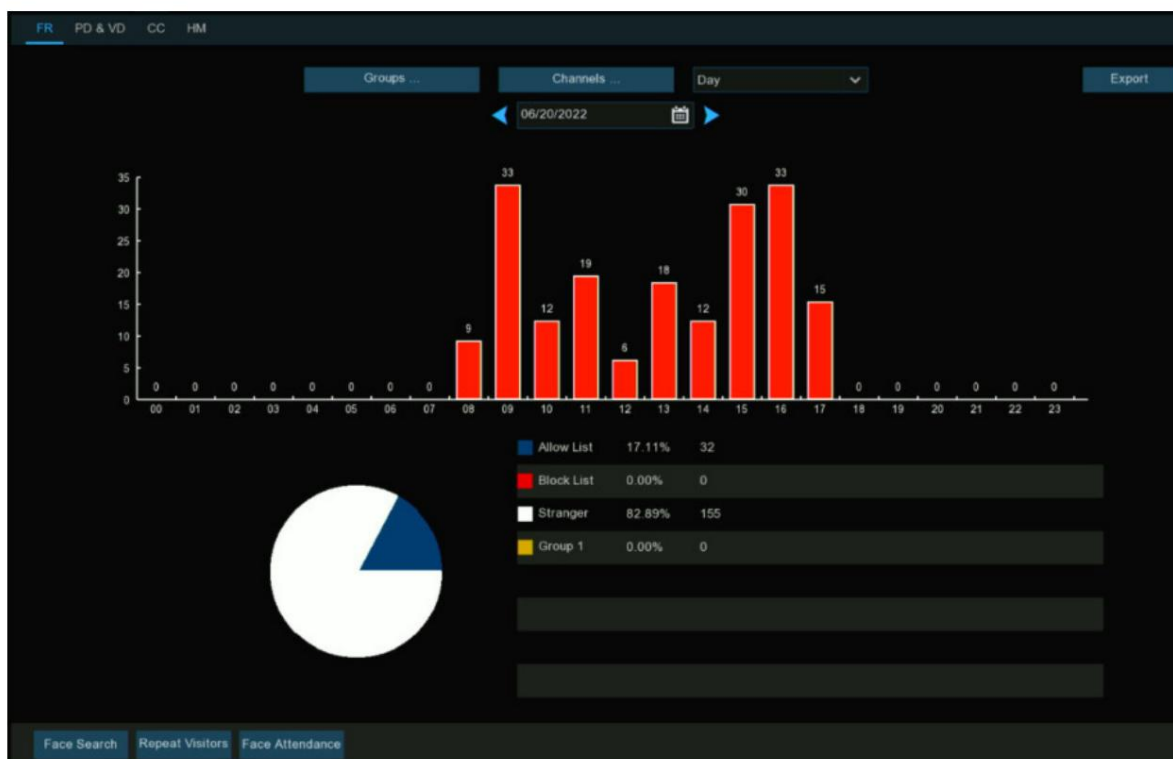 FR PD & VD CC HM
Groups ... Channels ... Day Export
06/20/2022
33 33
35
30
30
25
19
20
18
15
15
12 12
10
9
6
5
0 0 0 0 0 0 0 0 0 0 0 0 0 0
0
00 01 02 03 04 05 06 07 08 09 10 11 12 13 14 15 16 17 18 19 20 21 22 23
Allow List 17.11% 32
Block List 0.00% 0
Stranger 82.89% 155
Group 1 0.00% 0
Face Search Repeat Visitors Face Attendance